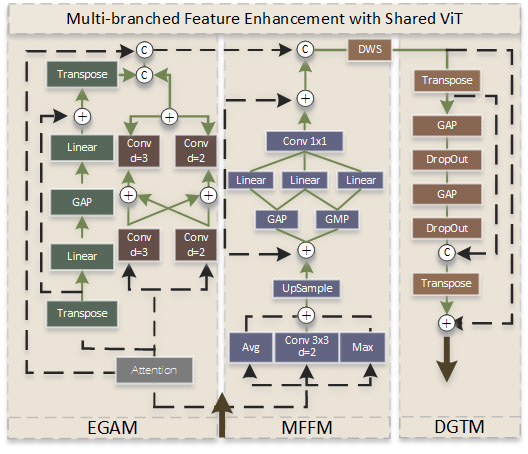 Multi-branched Feature Enhancement with Shared ViT
C
C
Transpose
+
+
Linear
Conv
d=3
Conv
d=2
GAP
+
+
Linear
Conv
d=3
Conv
d=2
Transpose
Attention
EGAM
C
DWS
+
Conv 1x1
Linear
Linear
Linear
GAP
GMP
+
UpSample
+
Avg
Conv 3x3
d=2
Max
MFFM
Transpose
GAP
DropOut
GAP
DropOut
C
Transpose
+
DGTM